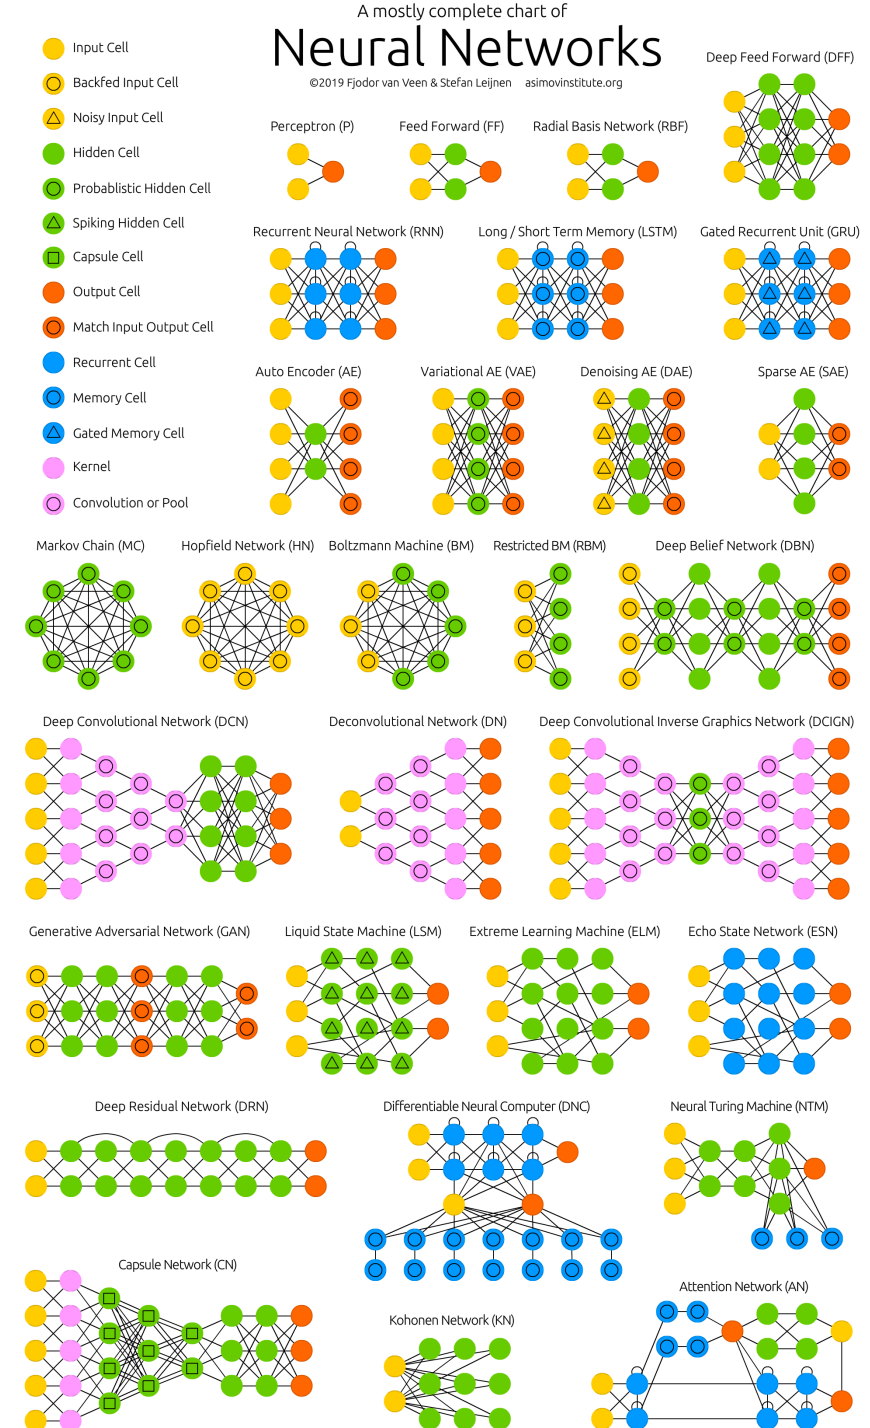 A mostly complete chart of
Neural Networks
©2019 Fjodor van Veen & Stefan Leijnen asimovinstitute.org
Input Cell
Backfed Input Cell
Noisy Input Cell
Hidden Cell
Probablistic Hidden Cell
Spiking Hidden Cell
Capsule Cell
Output Cell
Match Input Output Cell
Recurrent Cell
Memory Cell
Gated Memory Cell
Kernel
Convolution or Pool
Deep Feed Forward (DFF)
Perceptron (P)
Feed Forward (FF)
Radial Basis Network (RBF)
Recurrent Neural Network (RNN)
Long / Short Term Memory (LSTM)
Gated Recurrent Unit (GRU)
Auto Encoder (AE)
Variational AE (VAE)
Denoising AE (DAE)
Sparse AE (SAE)
Markov Chain (MC)
Hopfield Network (HN)
Boltzmann Machine (BM)
Restricted BM (RBM)
Deep Belief Network (DBN)
Deep Convolutional Network (DCN)
Deconvolutional Network (DN)
Deep Convolutional Inverse Graphics Network (DCIGN)
Generative Adversarial Network (GAN)
Liquid State Machine (LSM)
Extreme Learning Machine (ELM)
Echo State Network (ESN)
Deep Residual Network (DRN)
Differentiable Neural Computer (DNC)
Neural Turing Machine (NTM)
Capsule Network (CN)
Kohonen Network (KN)
Attention Network (AN)